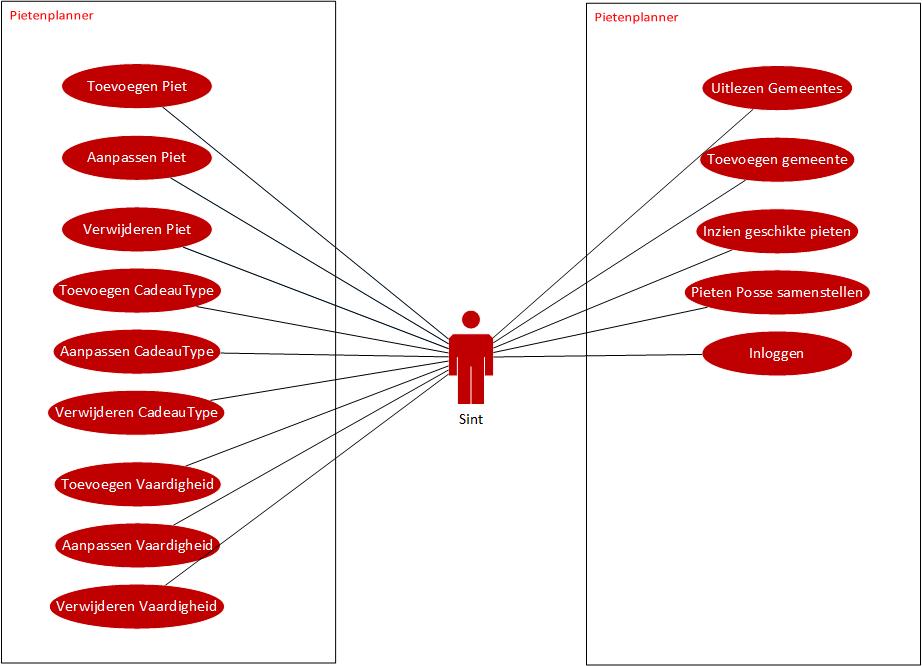 Pietenplanner
Toevoegen Piet
Aanpassen Piet
Verwijderen Piet
Toevoegen CadeauType
Aanpassen CadeauType
Verwijderen CadeauType
Toevoegen Vaardigheid
Aanpassen Vaardigheid
Verwijderen Vaardigheid
Sint
Pietenplanner
Uitlezen Gemeentes
Toevoegen gemeente
Inzien geschikte pieten
Pieten Posse samenstellen
Inloggen